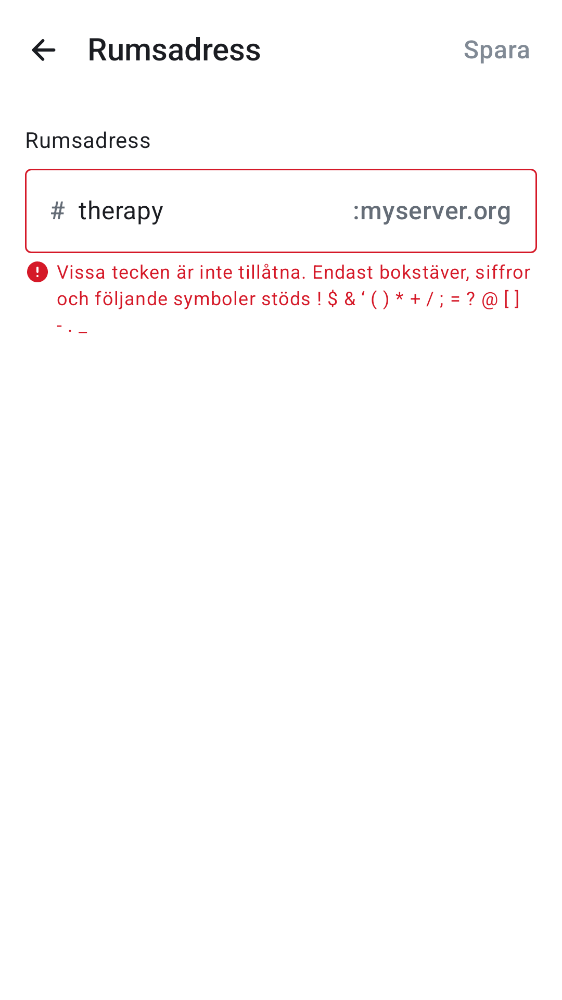 Rumsadress
Spara
Rumsadress
# therapy :myserver.org
Vissa tecken är inte tillåtna. Endast bokstäver, siffror
och följande symboler stöds ! $ & ‘ ( ) * + / ; = ? @ [ ]
- . _